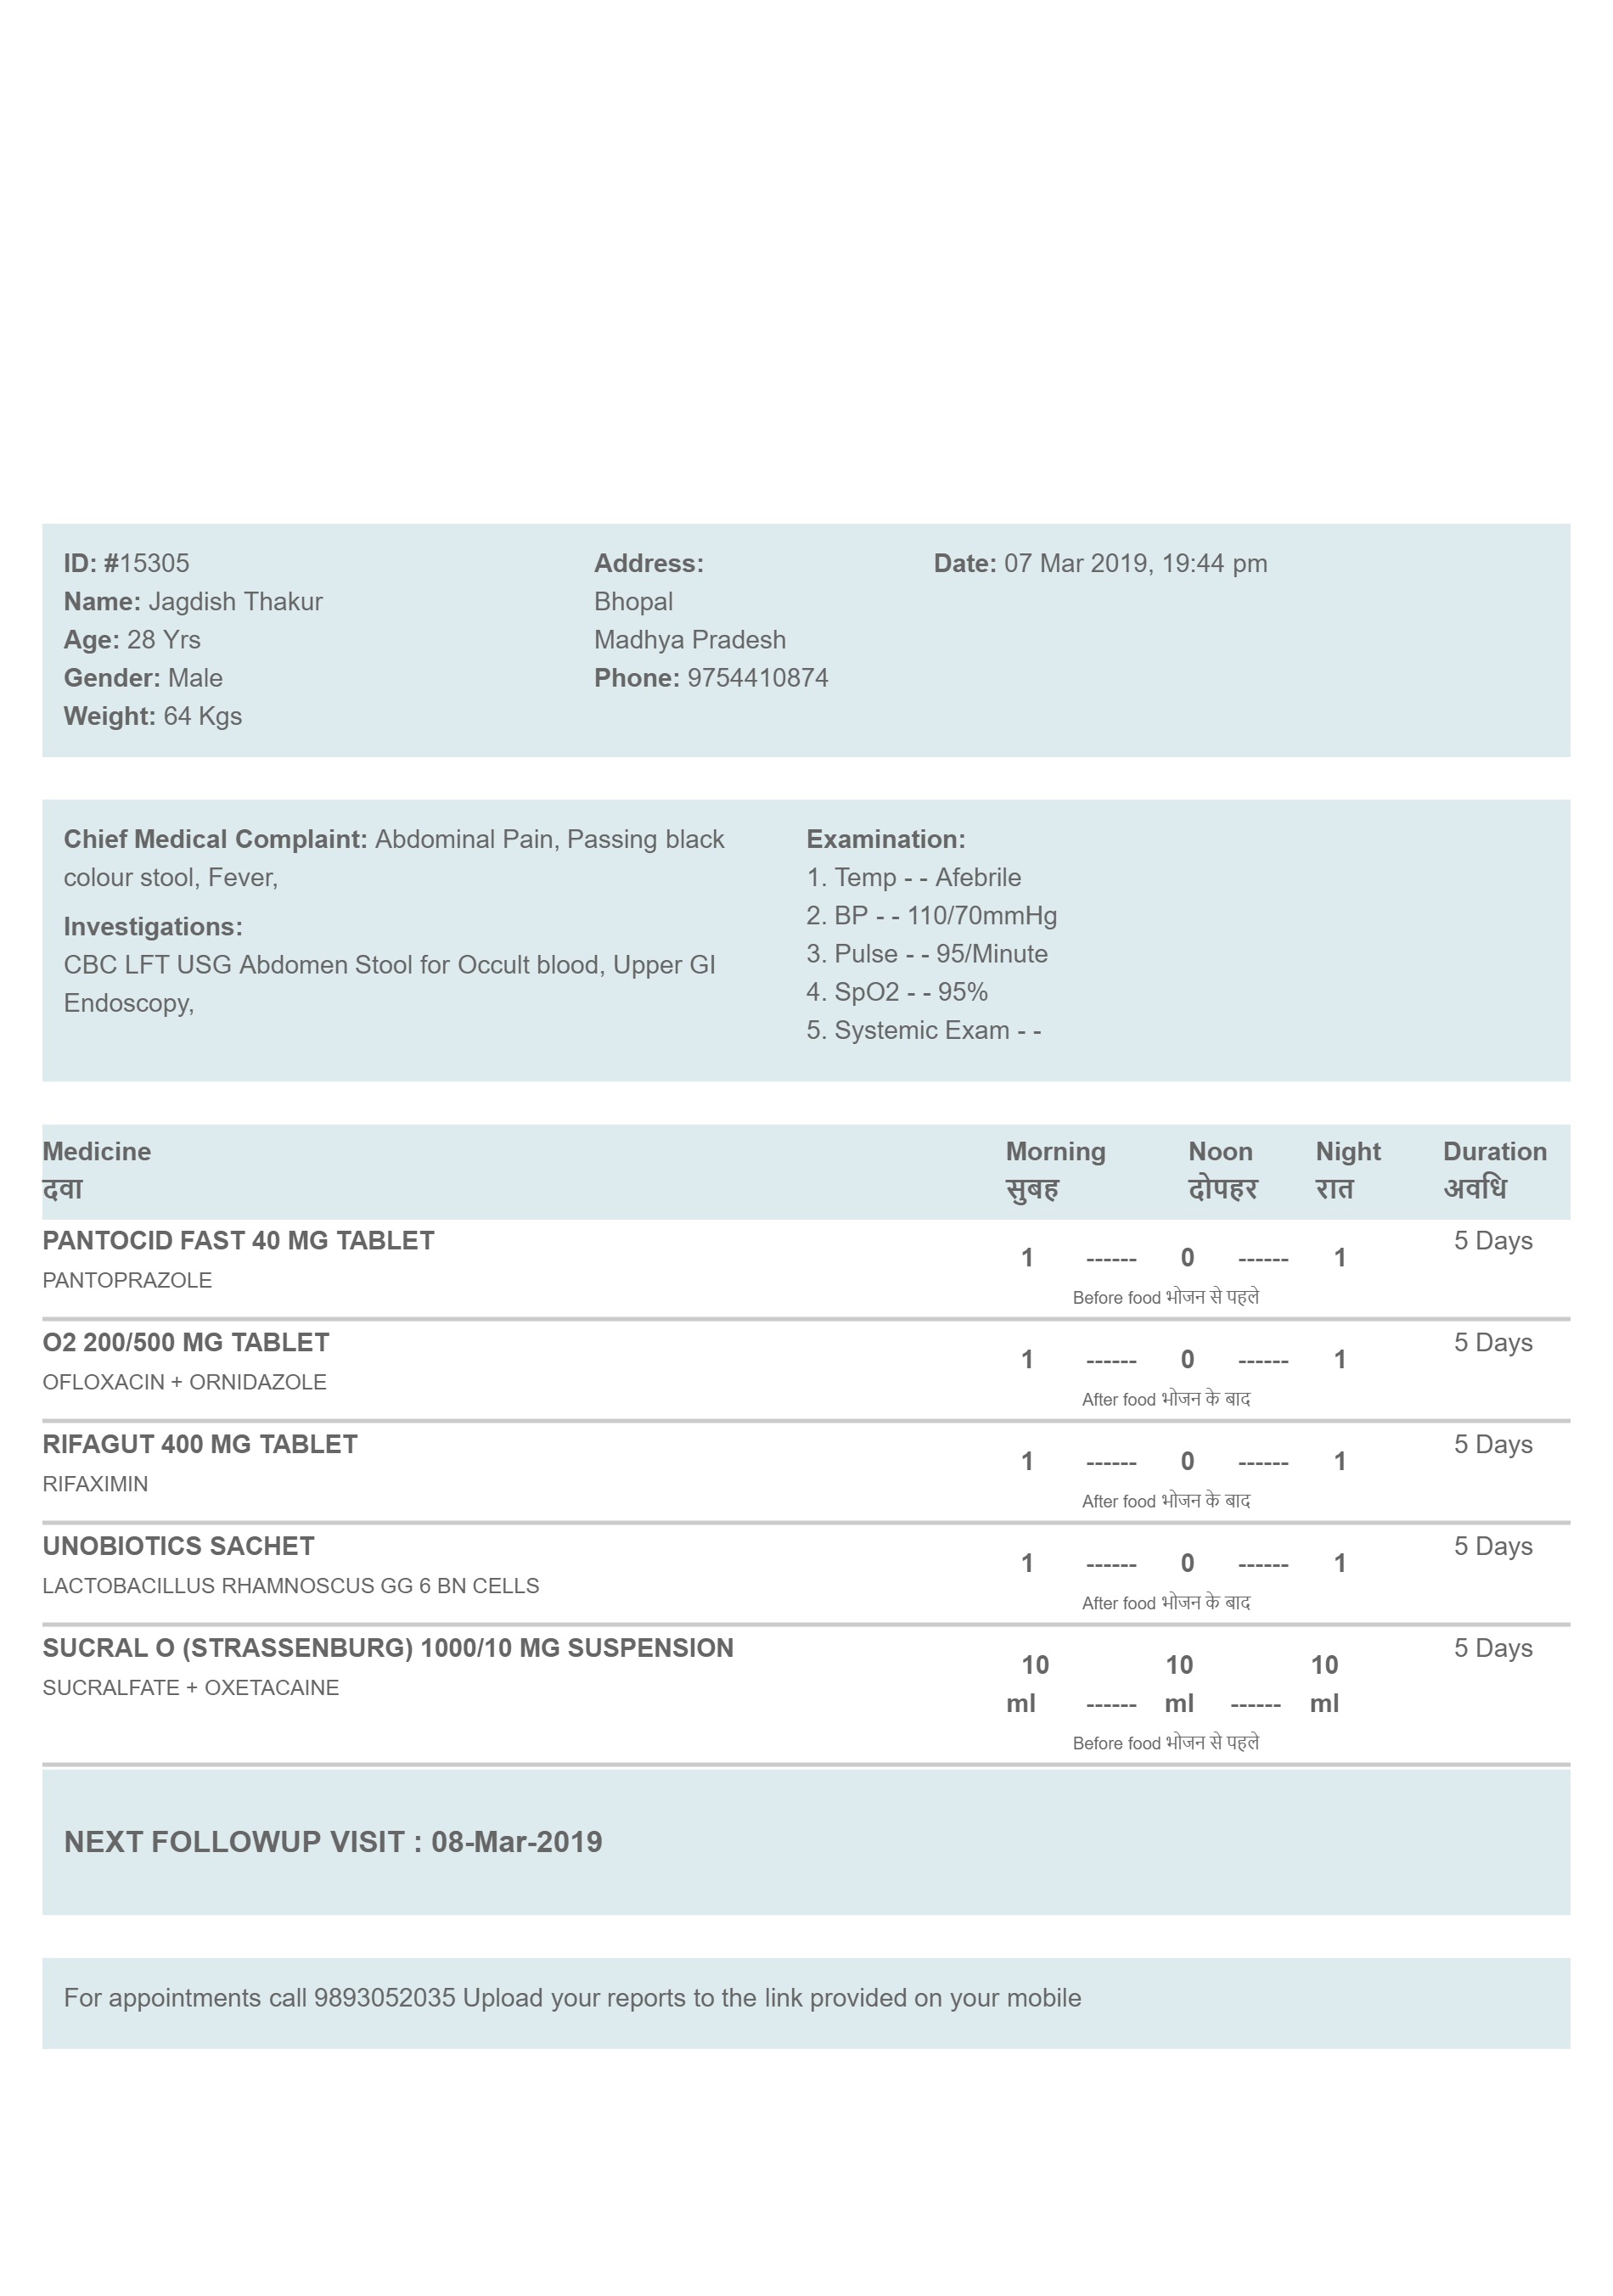 ID: #15305
Name: Jagdish Thakur
Age: 28 Yrs
Gender: Male
Weight: 64 Kgs
Address:
Bhopal
Madhya Pradesh
Phone: 9754410874
Date: 07 Mar 2019, 19:44 pm
Chief Medical Complaint: Abdominal Pain, Passing black
colour stool, Fever,
Investigations:
CBC LFT USG Abdomen Stool for Occult blood, Upper GI
Endoscopy,
Examination:
1. Temp - - Afebrile
2. BP - - 110/70mmHg
3. Pulse - - 95/Minute
4. SpO2 - - 95%
5. Systemic Exam - -
Medicine Morning Noon Night Duration
दवा सुबह दोपहर रात अवधि
PANTOCID FAST 40 MG TABLET 5 Days
1 ------ 0 ------ 1
PANTOPRAZOLE
Before food भोजन से पहले
O2 200/500 MG TABLET 5 Days
1 ------ 0 ------ 1
OFLOXACIN + ORNIDAZOLE
After food भोजन के बाद
RIFAGUT 400 MG TABLET 5 Days
1 ------ 0 ------ 1
RIFAXIMIN
After food भोजन के बाद
UNOBIOTICS SACHET 5 Days
1 ------ 0 ------ 1
LACTOBACILLUS RHAMNOSCUS GG 6 BN CELLS
After food भोजन के बाद
SUCRAL O (STRASSENBURG) 1000/10 MG SUSPENSION 5 Days
10 10 10
SUCRALFATE + OXETACAINE
ml ------ ml ------ ml
Before food भोजन से पहले
NEXT FOLLOWUP VISIT : 08-Mar-2019
For appointments call 9893052035 Upload your reports to the link provided on your mobile